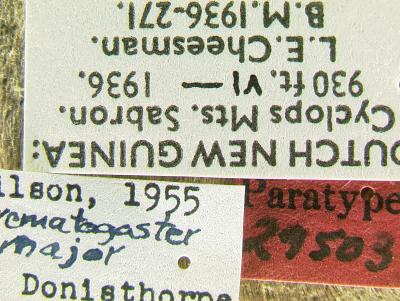 DUTCH NEW GUINEA:
Cyclops Mts. Sabron.
930 ft. VI — 1936.
L.E. Cheesman.
B.M.1936-271.
ilson, 1955
rematogaster
major
Donisthorpe
Paratype
29503